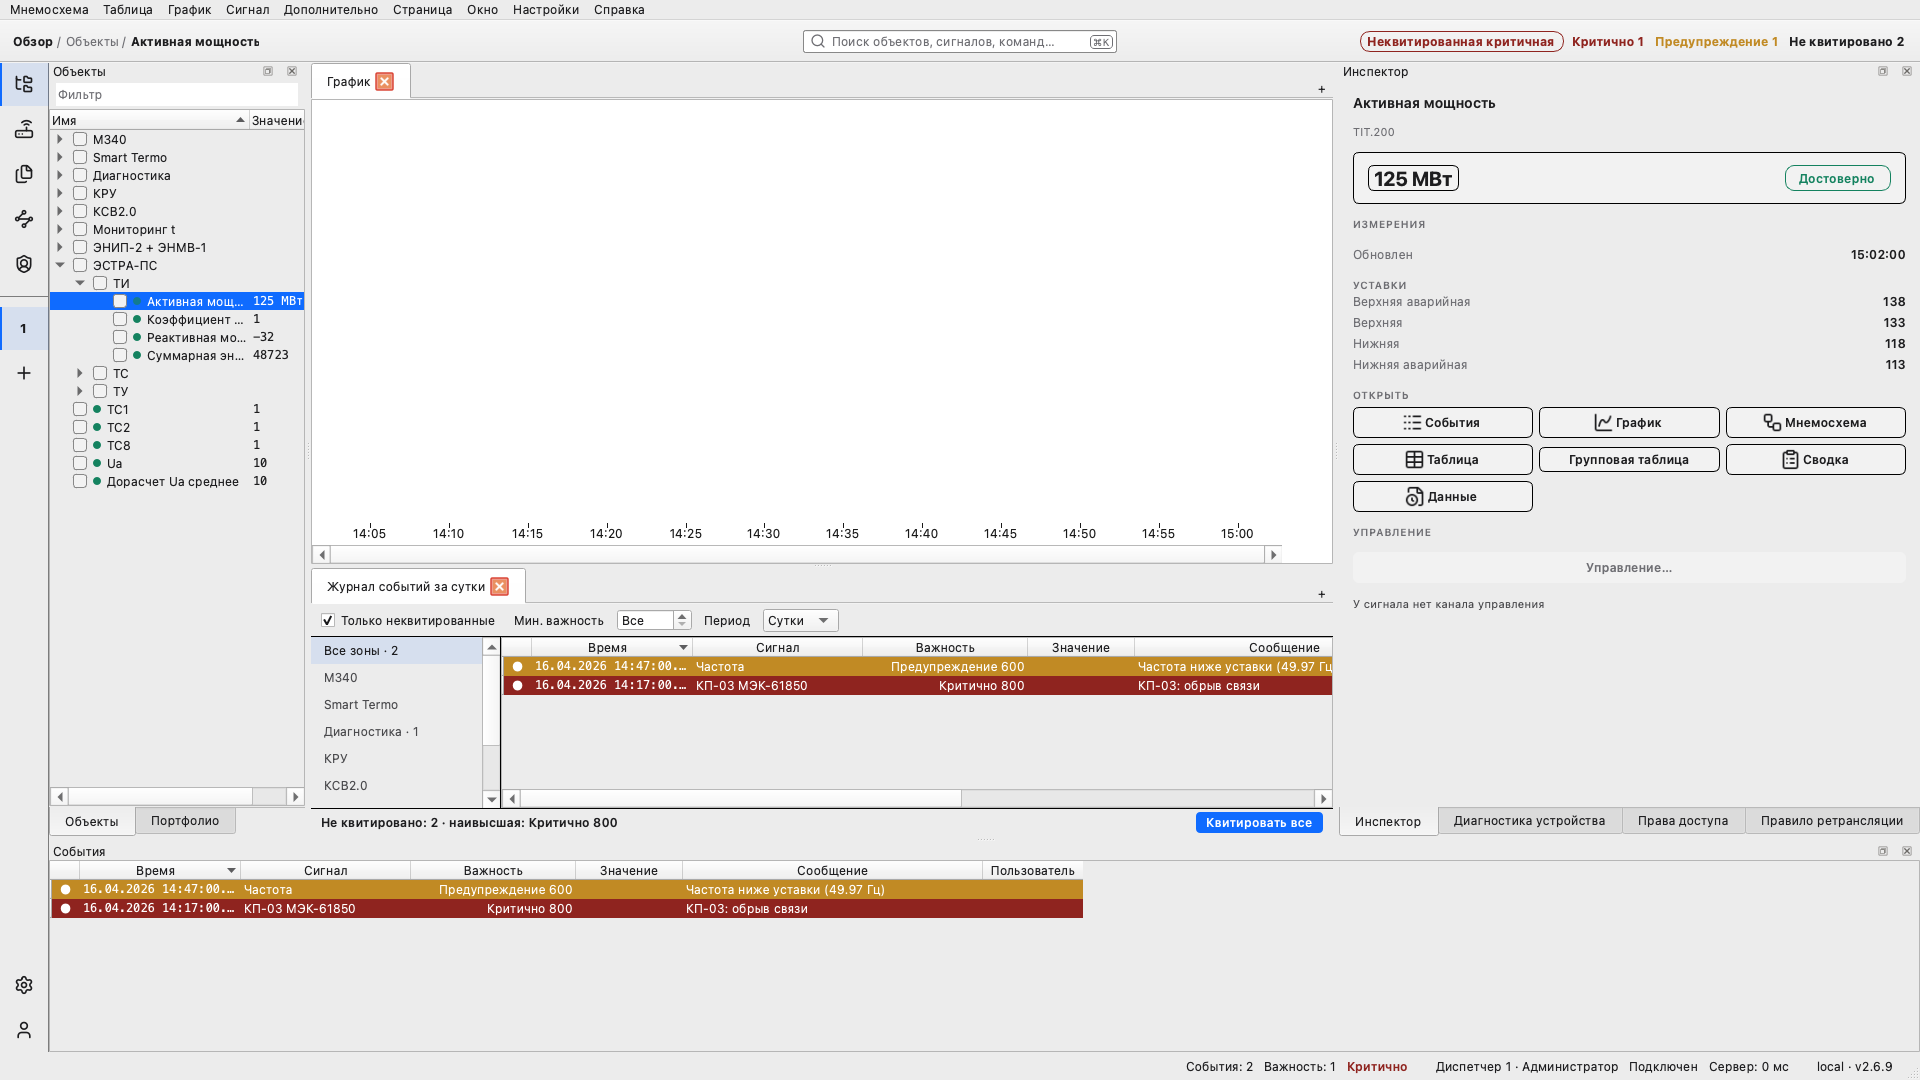 Мнемосхема Таблица График Сигнал Дополнительно Страница Окно Настройки Справка
Обзор / Объекты / Активная мощность
Поиск объектов, сигналов, команд... ⌘K
Неквитированная критичная Критично 1 Предупреждение 1 Не квитировано 2
Объекты
Фильтр
Имя Значени
M340
Smart Termo
Диагностика
КРУ
КСВ2.0
Мониторинг t
ЭНИП-2 + ЭНМВ-1
ЭСТРА-ПС
ТИ
Активная мощ... 125 МВт
Коэффициент ... 1
Реактивная мо... −32
Суммарная эн... 48723
ТС
ТУ
ТС1 1
ТС2 1
ТС8 1
Ua 10
Дорасчет Ua среднее 10
Объекты Портфолио
1
График
+
14:05 14:10 14:15 14:20 14:25 14:30 14:35 14:40 14:45 14:50 14:55 15:00
Журнал событий за сутки
+
Только неквитированные Мин. важность Все Период Сутки
Все зоны · 2
M340
Smart Termo
Диагностика · 1
КРУ
КСВ2.0
Время Сигнал Важность Значение Сообщение
16.04.2026 14:47:00.... Частота Предупреждение 600 Частота ниже уставки (49.97 Гц
16.04.2026 14:17:00.... КП-03 МЭК-61850 Критично 800 КП-03: обрыв связи
Не квитировано: 2 · наивысшая: Критично 800
Квитировать все
Инспектор
Активная мощность
TIT.200
125 МВт Достоверно
ИЗМЕРЕНИЯ
Обновлен 15:02:00
УСТАВКИ
Верхняя аварийная 138
Верхняя 133
Нижняя 118
Нижняя аварийная 113
ОТКРЫТЬ
События График Мнемосхема
Таблица Групповая таблица Сводка
Данные
УПРАВЛЕНИЕ
Управление...
У сигнала нет канала управления
Инспектор Диагностика устройства Права доступа Правило ретрансляции
События
Время Сигнал Важность Значение Сообщение Пользователь
16.04.2026 14:47:00.... Частота Предупреждение 600 Частота ниже уставки (49.97 Гц)
16.04.2026 14:17:00.... КП-03 МЭК-61850 Критично 800 КП-03: обрыв связи
События: 2 Важность: 1 Критично Диспетчер 1 · Администратор Подключен Сервер: 0 мс local · v2.6.9